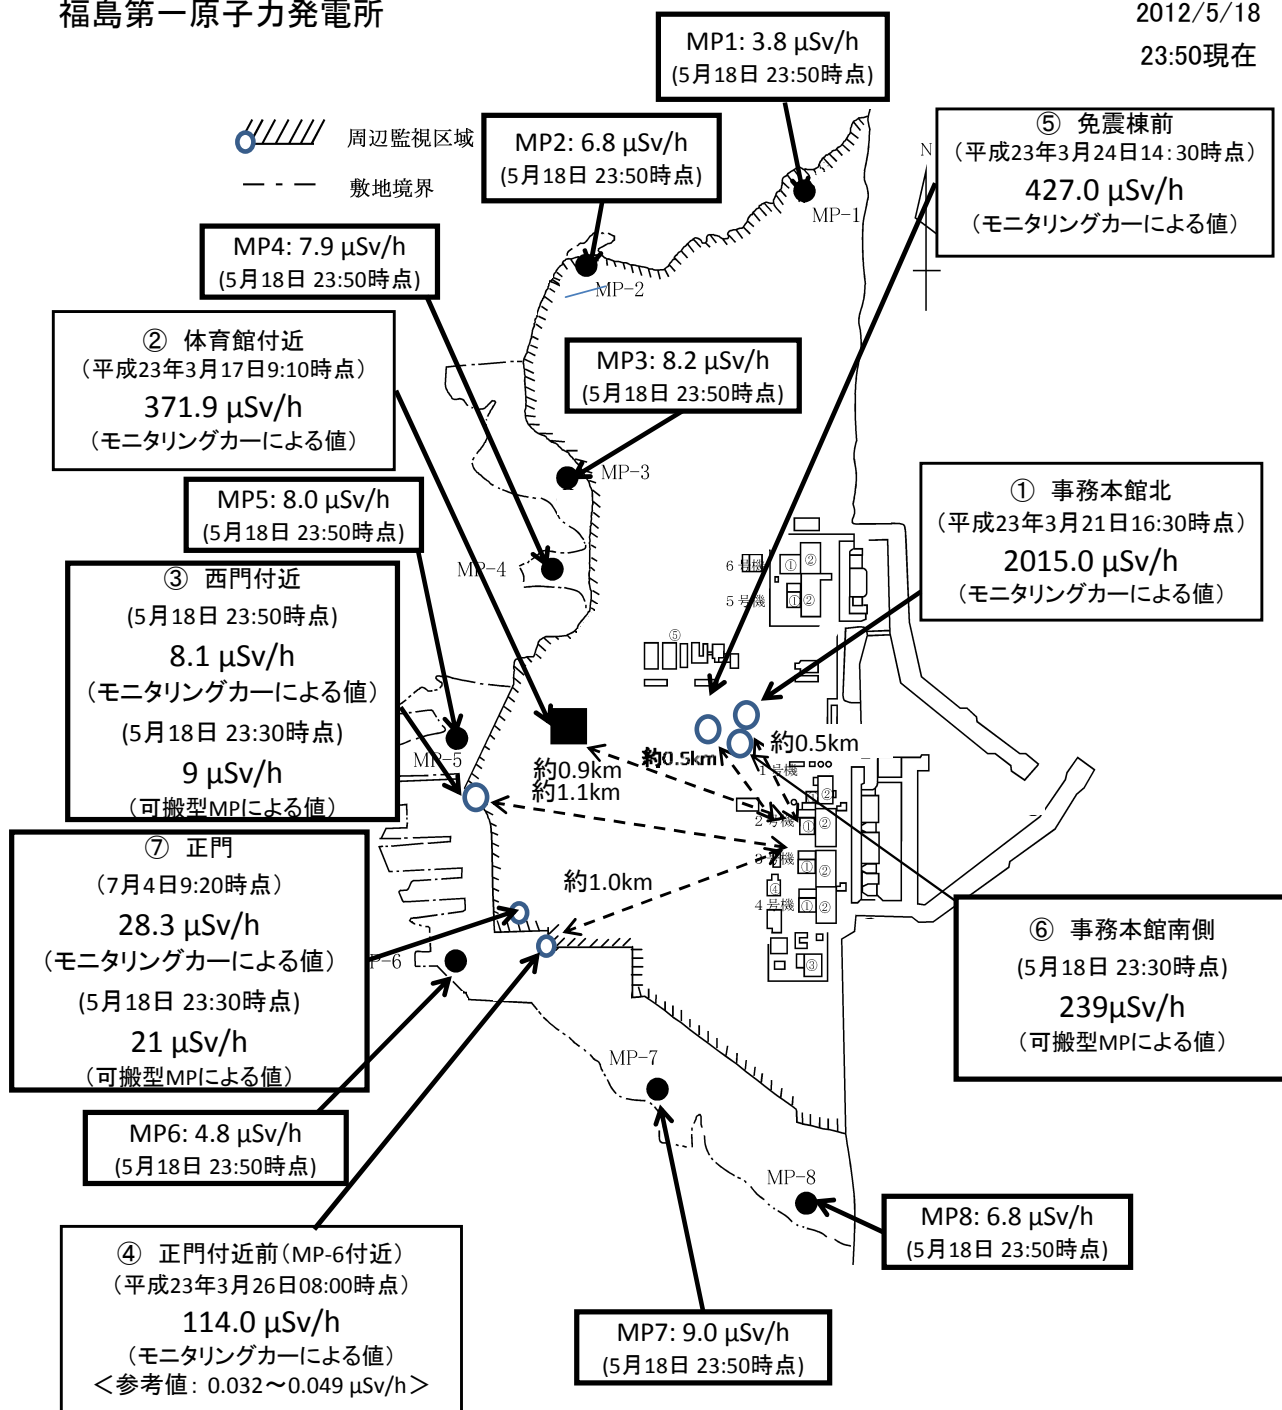 福島第一原子力発電所
2012/5/18
23:50現在
周辺監視区域
敷地境界
MP1: 3.8 μSv/h
(5月18日 23:50時点)
MP2: 6.8 μSv/h
(5月18日 23:50時点)
⑤ 免震棟前
(平成23年3月24日14:30時点)
427.0 μSv/h
(モニタリングカーによる値)
N
MP-1
MP4: 7.9 μSv/h
(5月18日 23:50時点)
MP-2
② 体育館付近
(平成23年3月17日9:10時点)
371.9 μSv/h
(モニタリングカーによる値)
MP3: 8.2 μSv/h
(5月18日 23:50時点)
MP-3
MP5: 8.0 μSv/h
(5月18日 23:50時点)
① 事務本館北
(平成23年3月21日16:30時点)
2015.0 μSv/h
(モニタリングカーによる値)
MP-4
6号機
① ②
5号機
① ②
⑤
③ 西門付近
(5月18日 23:50時点)
8.1 μSv/h
(モニタリングカーによる値)
(5月18日 23:30時点)
9 μSv/h
(可搬型MPによる値)
MP-5
約0.9km
約1.1km
約0.5km
約0.5km
1号機
②
2号機
① ②
3号機
① ②
④
4号機
① ②
③
約1.0km
⑦ 正門
(7月4日9:20時点)
28.3 μSv/h
(モニタリングカーによる値)
(5月18日 23:30時点)
21 μSv/h
(可搬型MPによる値)
P-6
⑥ 事務本館南側
(5月18日 23:30時点)
239μSv/h
(可搬型MPによる値)
MP-7
MP6: 4.8 μSv/h
(5月18日 23:50時点)
MP-8
MP8: 6.8 μSv/h
(5月18日 23:50時点)
④ 正門付近前(MP-6付近)
(平成23年3月26日08:00時点)
114.0 μSv/h
(モニタリングカーによる値)
<参考値: 0.032～0.049 μSv/h>
MP7: 9.0 μSv/h
(5月18日 23:50時点)